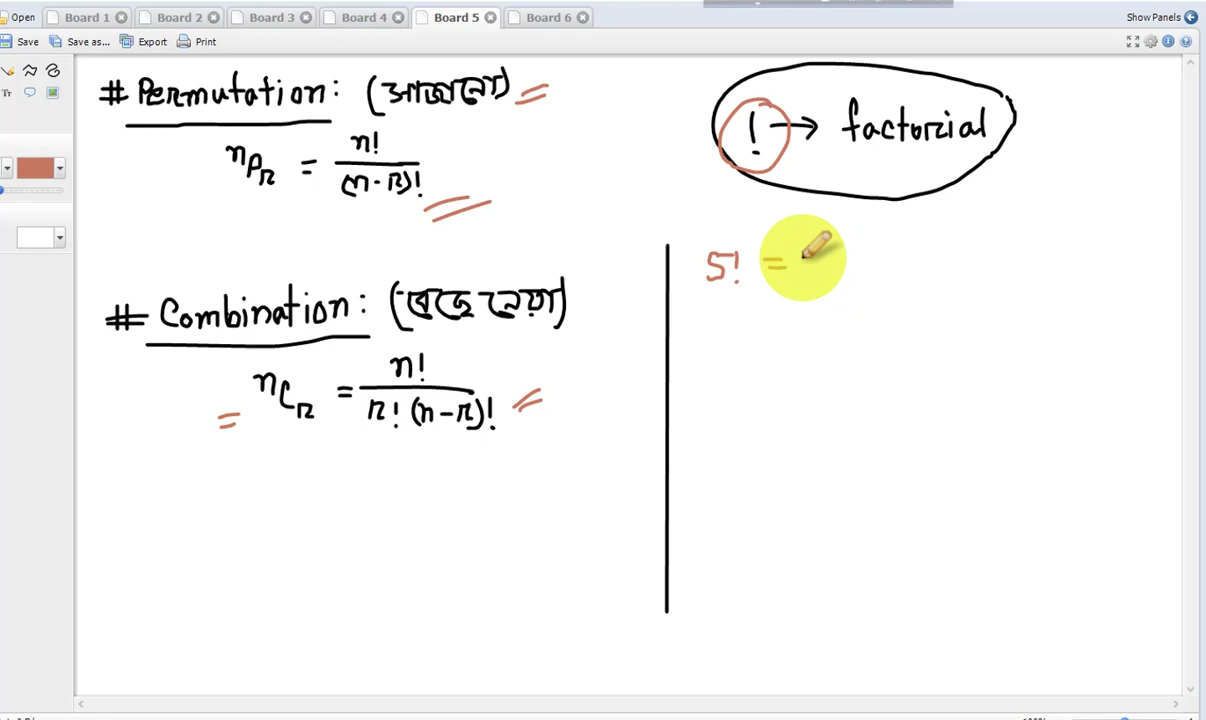 Open Board 1 Board 2 Board 3 Board 4 Board 5 Board 6 Show Panels
Save Save as... Export Print
# Permutation: (সাজানো) =
nPr = n!/(n-r)!
! → factorial
5! =
# Combination: (বেছে নেয়া)
= nCr = n!/r!(n-r)!
Tr